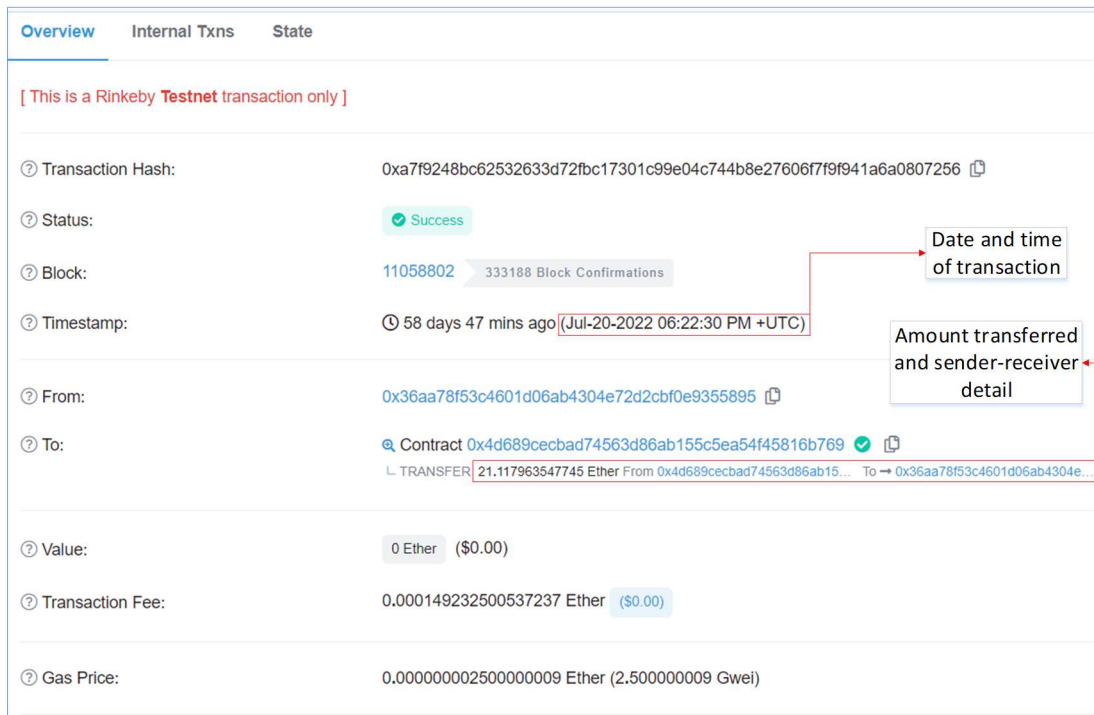 Overview Internal Txns State
[ This is a Rinkeby Testnet transaction only ]
Transaction Hash: 0xa7f9248bc62532633d72fbc17301c99e04c744b8e27606f7f9f941a6a0807256
Status: Success
Date and time
of transaction
Block: 11058802 333188 Block Confirmations
Timestamp: 58 days 47 mins ago (Jul-20-2022 06:22:30 PM +UTC)
Amount transferred
and sender-receiver
detail
From: 0x36aa78f53c4601d06ab4304e72d2cbf0e9355895
To: Contract 0x4d689cecbad74563d86ab155c5ea54f45816b769
TRANSFER 21.117963547745 Ether From 0x4d689cecbad74563d86ab15... To → 0x36aa78f53c4601d06ab4304e...
Value: 0 Ether ($0.00)
Transaction Fee: 0.000149232500537237 Ether ($0.00)
Gas Price: 0.000000002500000009 Ether (2.500000009 Gwei)